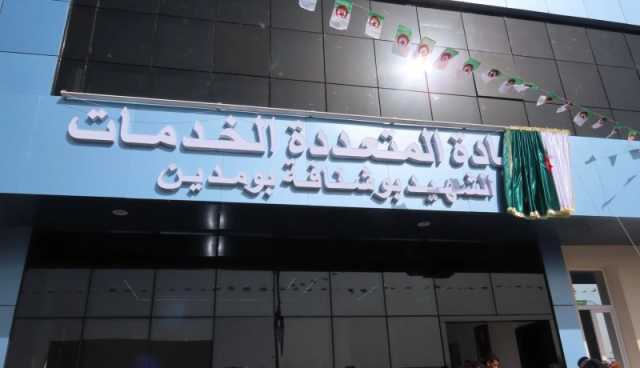 المتعددة الخدمات
الشهيد بوشنافة بومدين